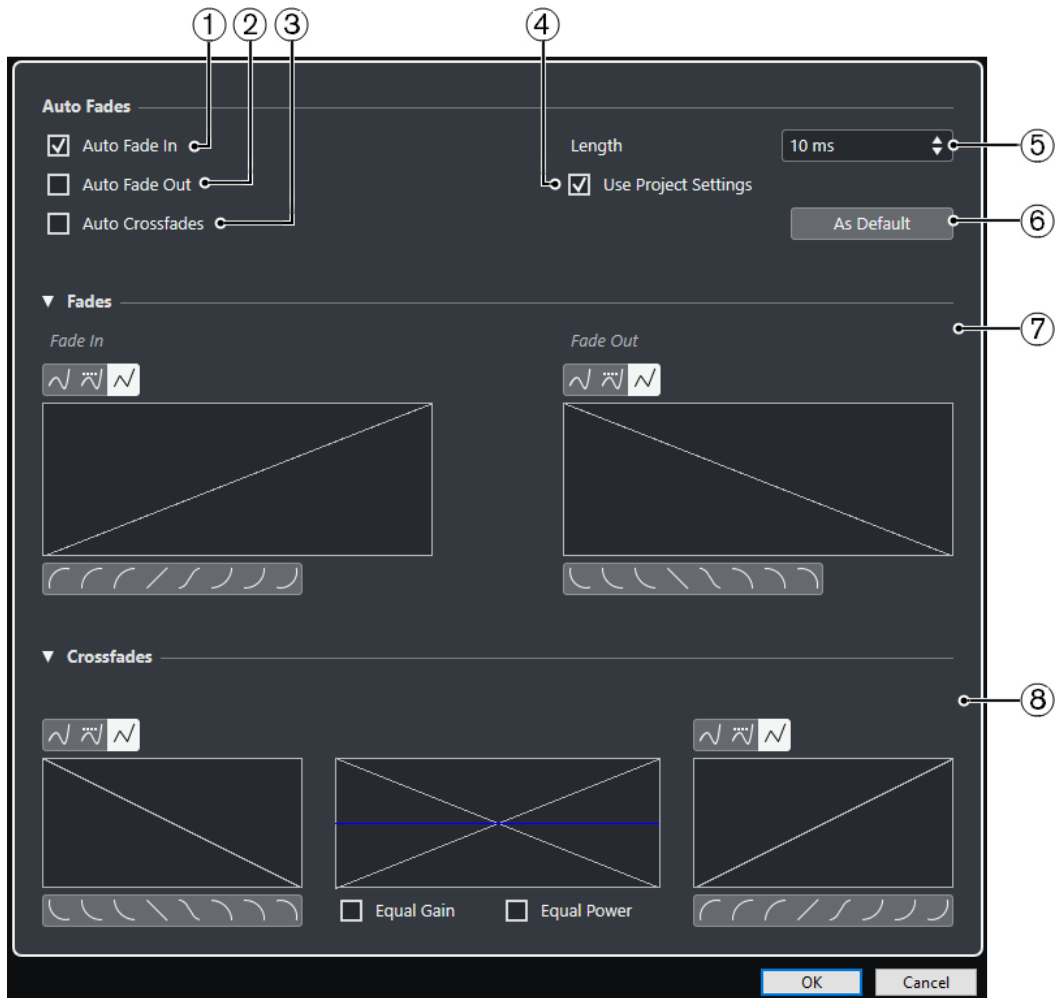 ① ② ③ ④
Auto Fades
Auto Fade In
Length
10 ms
⑤
Auto Fade Out
Use Project Settings
Auto Crossfades
As Default
⑥
Fades
⑦
Fade In
Fade Out
Crossfades
⑧
Equal Gain
Equal Power
OK
Cancel